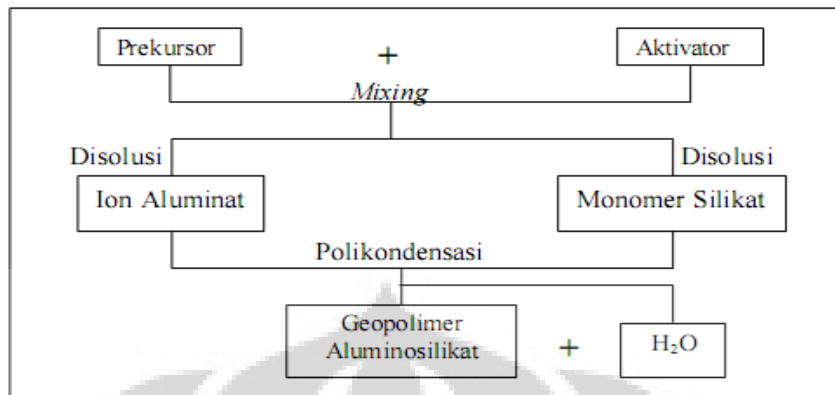 Prekursor + Aktivator
Mixing
Disolusi Disolusi
Ion Aluminat Monomer Silikat
Polikondensasi
Geopolimer
Aluminosilikat + H₂O